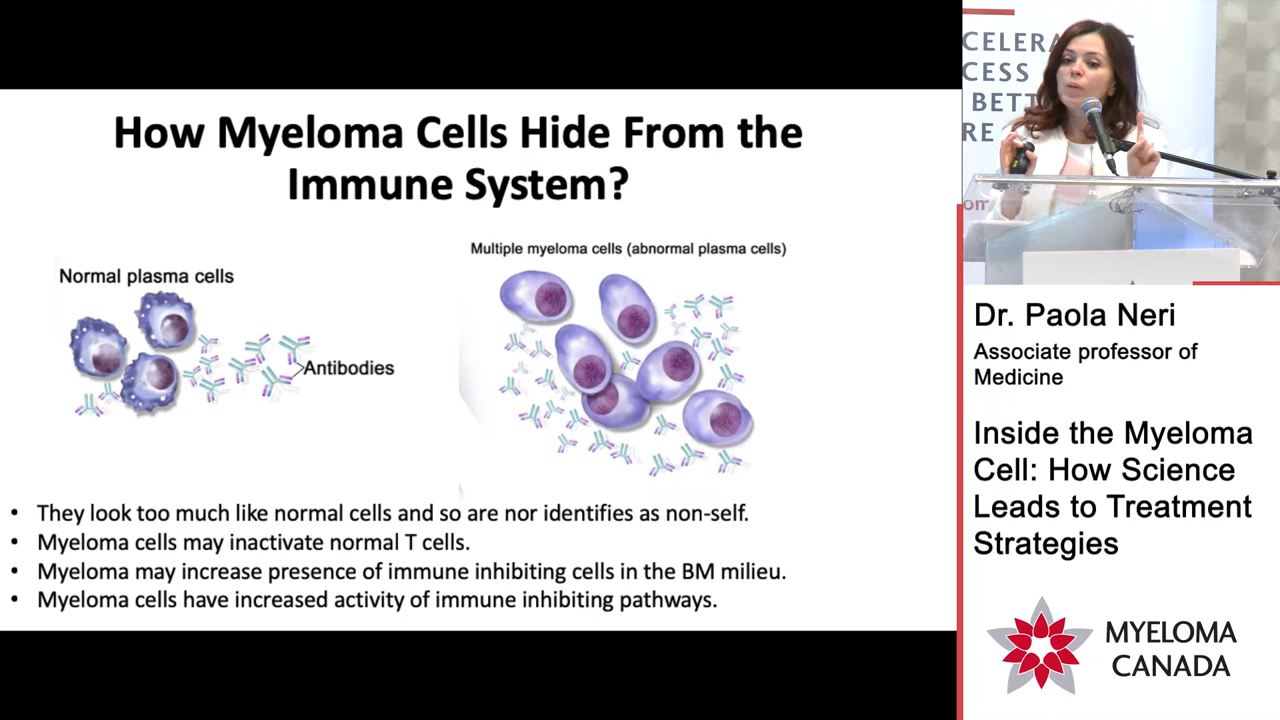 How Myeloma Cells Hide From the
Immune System?
Normal plasma cells
Antibodies
Multiple myeloma cells (abnormal plasma cells)
• They look too much like normal cells and so are nor identifies as non-self.
• Myeloma cells may inactivate normal T cells.
• Myeloma may increase presence of immune inhibiting cells in the BM milieu.
• Myeloma cells have increased activity of immune inhibiting pathways.
CELERA
CESS
BETT
RE
om
Dr. Paola Neri
Associate professor of
Medicine
Inside the Myeloma
Cell: How Science
Leads to Treatment
Strategies
MYELOMA
CANADA